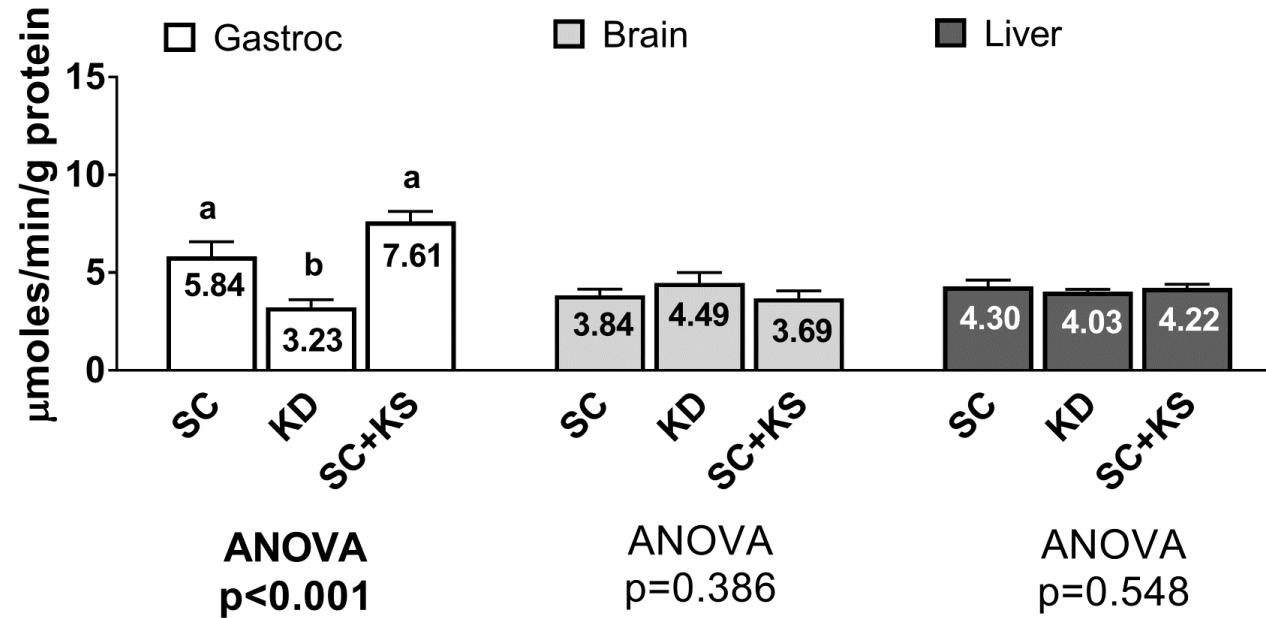 Gastroc
Brain
Liver
μmoles/min/g protein
15
10
5
0
a
b
a
5.84
3.23
7.61
3.84
4.49
3.69
4.30
4.03
4.22
SC
KD
SC+KS
SC
KD
SC+KS
SC
KD
SC+KS
ANOVA
p<0.001
ANOVA
p=0.386
ANOVA
p=0.548